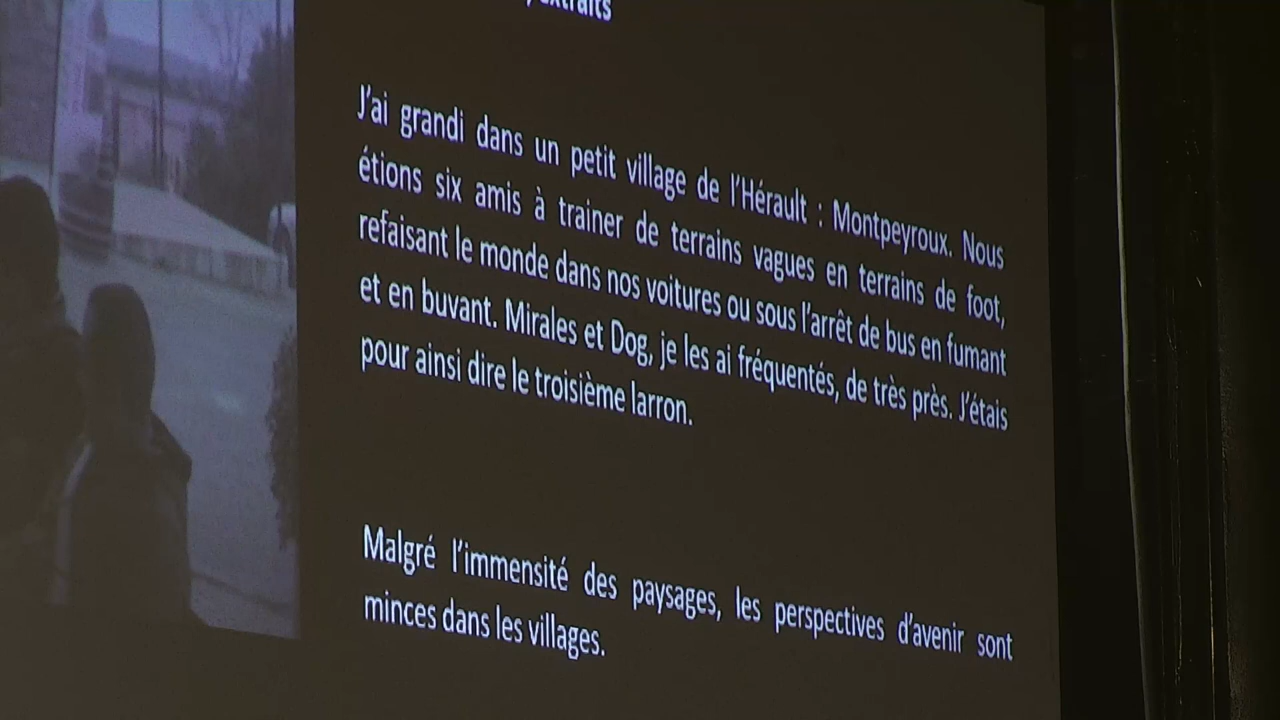 extraits
J'ai grandi dans un petit village de l'Hérault : Montpeyroux. Nous
étions six amis à trainer de terrains vagues en terrains de foot,
refaisant le monde dans nos voitures ou sous l'arrêt de bus en fumant
et en buvant. Mirales et Dog, je les ai fréquentés, de très près. J'étais
pour ainsi dire le troisième larron.
Malgré l'immensité des paysages, les perspectives d'avenir sont
minces dans les villages.